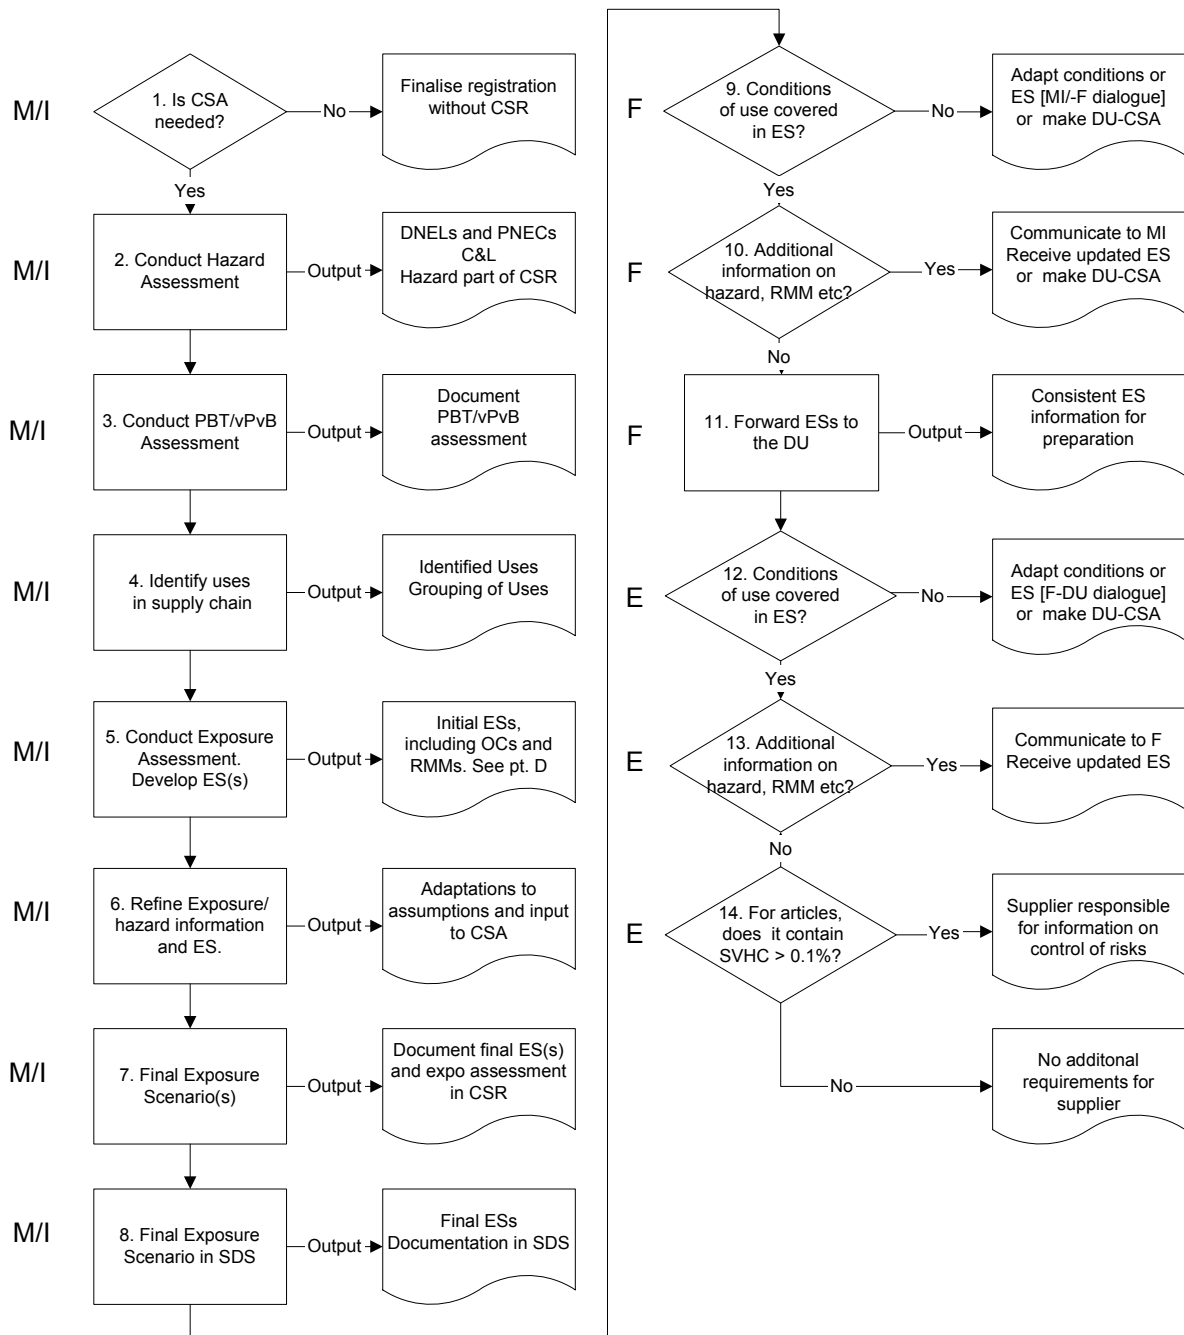 M/I
1. Is CSA
needed?
No
Finalise registration
without CSR
Yes
M/I
2. Conduct Hazard
Assessment
Output
DNELs and PNECs
C&L
Hazard part of CSR
M/I
3. Conduct PBT/vPvB
Assessment
Output
Document
PBT/vPvB
assessment
M/I
4. Identify uses
in supply chain
Output
Identified Uses
Grouping of Uses
M/I
5. Conduct Exposure
Assessment.
Develop ES(s)
Output
Initial ESs,
including OCs and
RMMs. See pt. D
M/I
6. Refine Exposure/
hazard information
and ES.
Output
Adaptations to
assumptions and input
to CSA
M/I
7. Final Exposure
Scenario(s)
Output
Document final ES(s)
and expo assessment
in CSR
M/I
8. Final Exposure
Scenario in SDS
Output
Final ESs
Documentation in SDS
F
9. Conditions
of use covered
in ES?
No
Adapt conditions or
ES [MI/-F dialogue]
or make DU-CSA
Yes
F
10. Additional
information on
hazard, RMM etc?
Yes
Communicate to MI
Receive updated ES
or make DU-CSA
No
F
11. Forward ESs to
the DU
Output
Consistent ES
information for
preparation
E
12. Conditions
of use covered
in ES?
No
Adapt conditions or
ES [F-DU dialogue]
or make DU-CSA
Yes
E
13. Additional
information on
hazard, RMM etc?
Yes
Communicate to F
Receive updated ES
No
E
14. For articles,
does it contain
SVHC > 0.1%?
Yes
Supplier responsible
for information on
control of risks
No
No additonal
requirements for
supplier